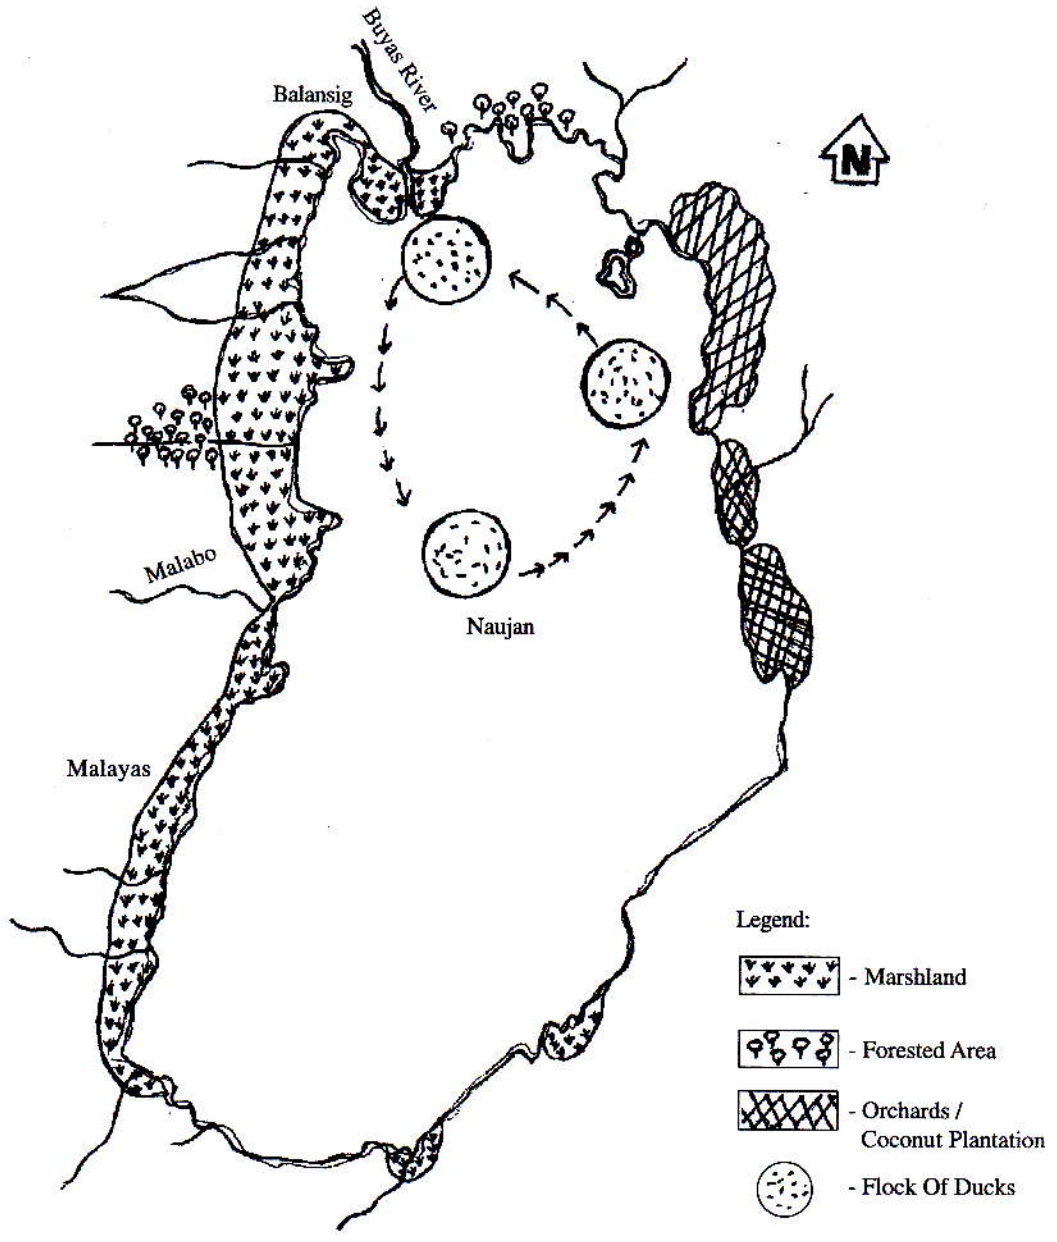 Buyas River
Balansig
N
Malabo
Naujan
Malayas
Legend:
- Marshland
- Forested Area
- Orchards /
Coconut Plantation
- Flock Of Ducks